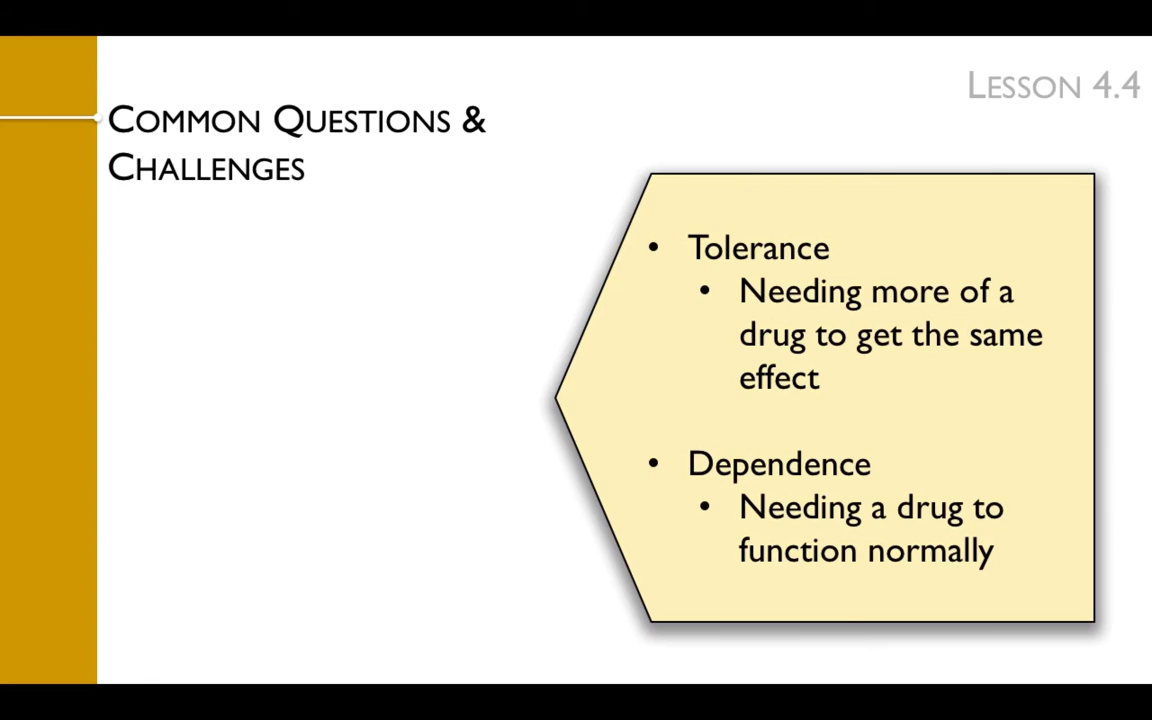 LESSON 4.4
COMMON QUESTIONS &
CHALLENGES
• Tolerance
• Needing more of a
drug to get the same
effect
• Dependence
• Needing a drug to
function normally